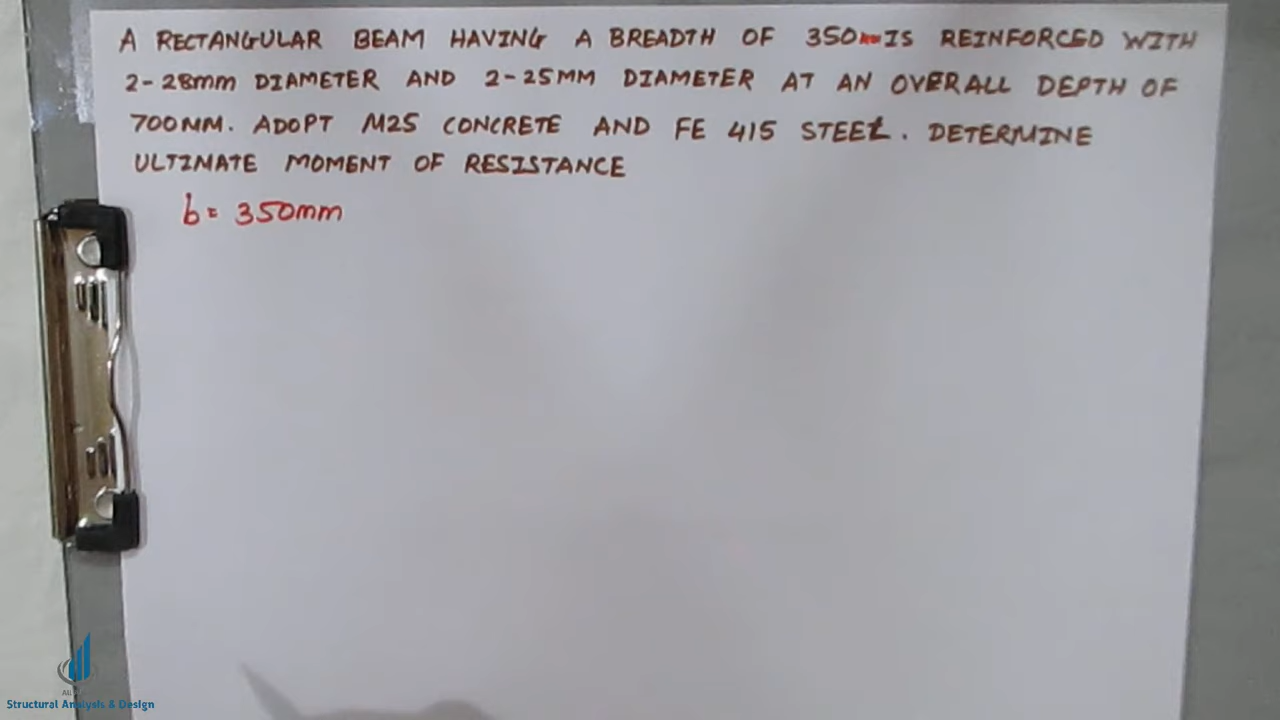 A RECTANGULAR BEAM HAVING A BREADTH OF 350mm IS REINFORCED WITH
2-28mm DIAMETER AND 2-25MM DIAMETER AT AN OVERALL DEPTH OF
700MM. ADOPT M25 CONCRETE AND FE 415 STEEL. DETERMINE
ULTIMATE MOMENT OF RESISTANCE
b= 350mm
Structural Analysis & Design